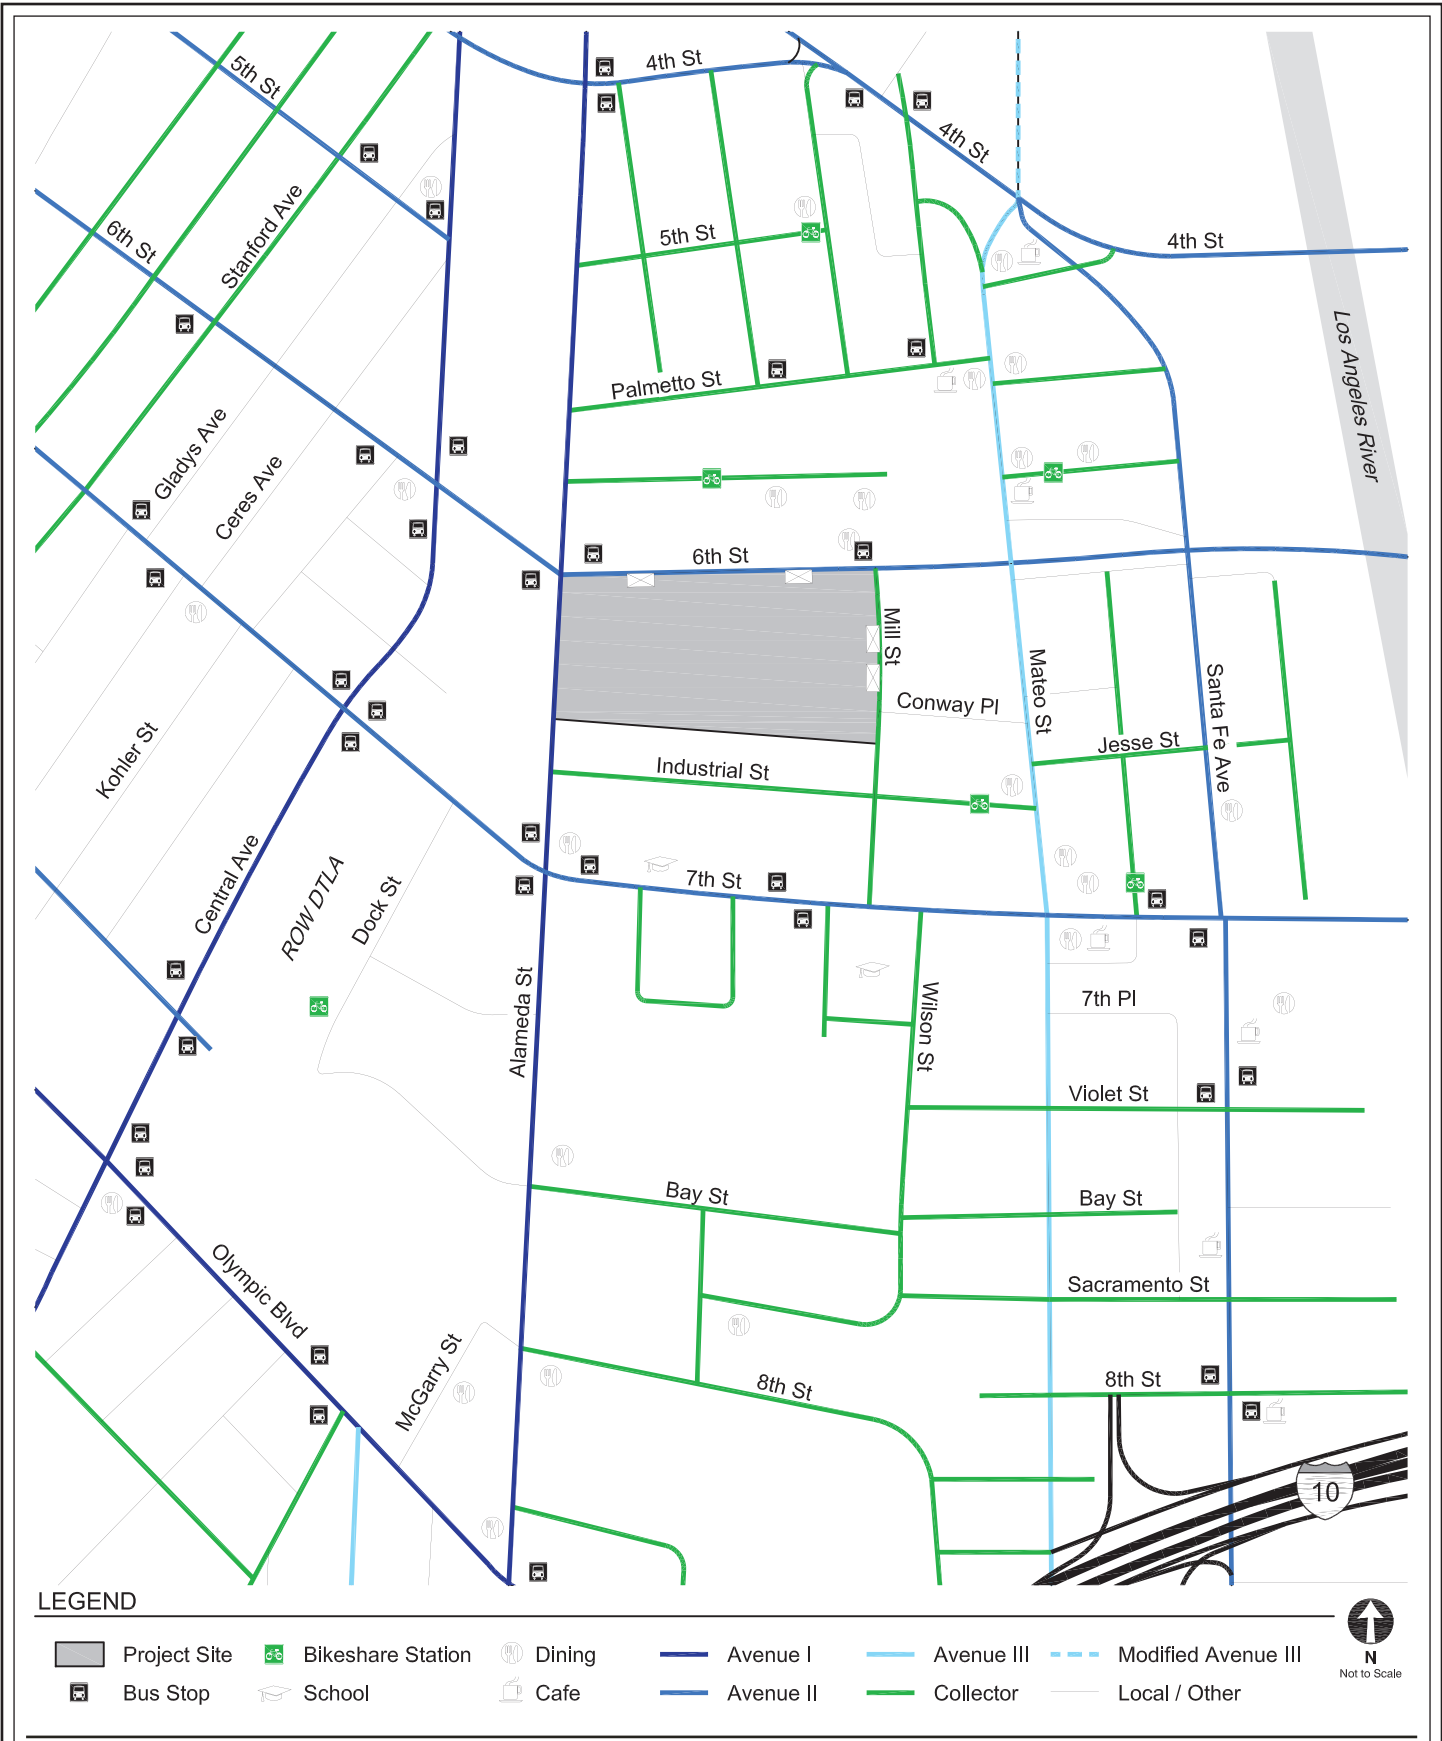 4th St
5th St
4th St
Stanford Ave
6th St
5th St
4th St
Los Angeles River
Palmetto St
Gladys Ave
Ceres Ave
6th St
Mill St
Mateo St
Santa Fe Ave
Conway Pl
Kohler St
Jesse St
Industrial St
Central Ave
ROW DTLA
Dock St
7th St
Alameda St
Wilson St
7th Pl
Violet St
Bay St
Bay St
Olympic Blvd
Sacramento St
McGarry St
8th St
8th St
10
LEGEND
Project Site
Bikeshare Station
Dining
Avenue I
Avenue III
Modified Avenue III
Bus Stop
School
Cafe
Avenue II
Collector
Local / Other
N
Not to Scale